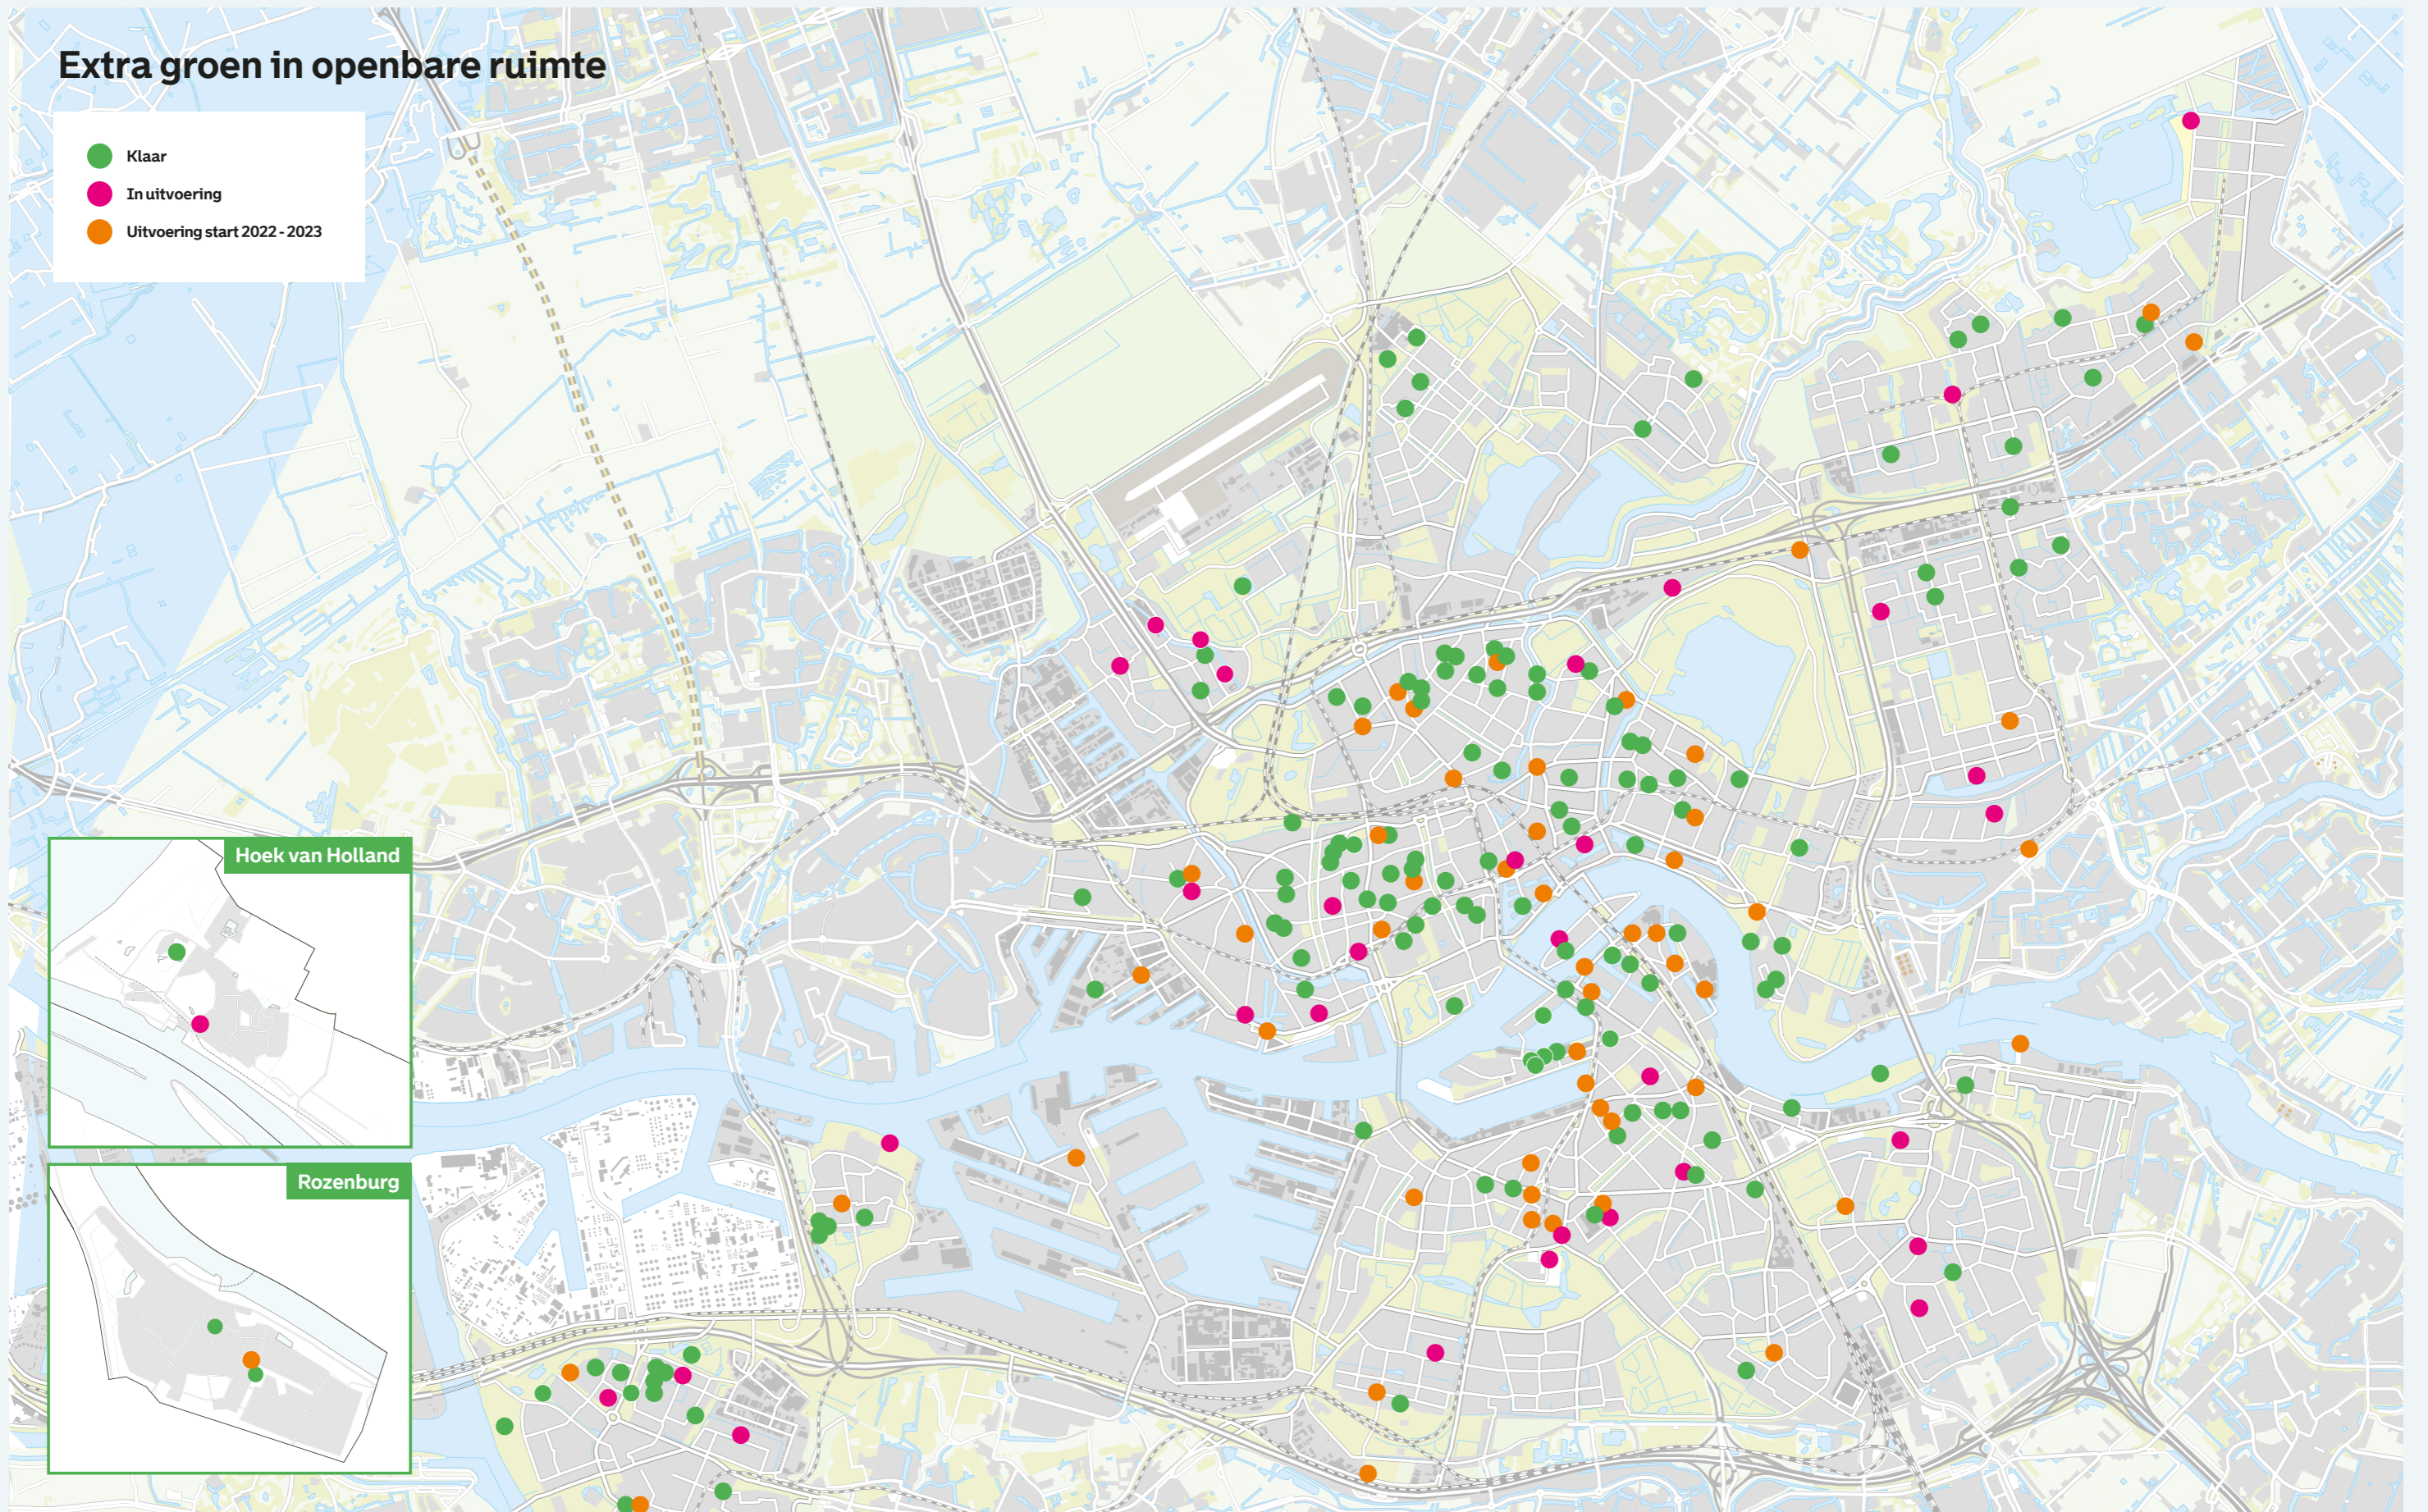 Extra groen in openbare ruimte
Klaar
In uitvoering
Uitvoering start 2022 - 2023
Hoek van Holland
Rozenburg